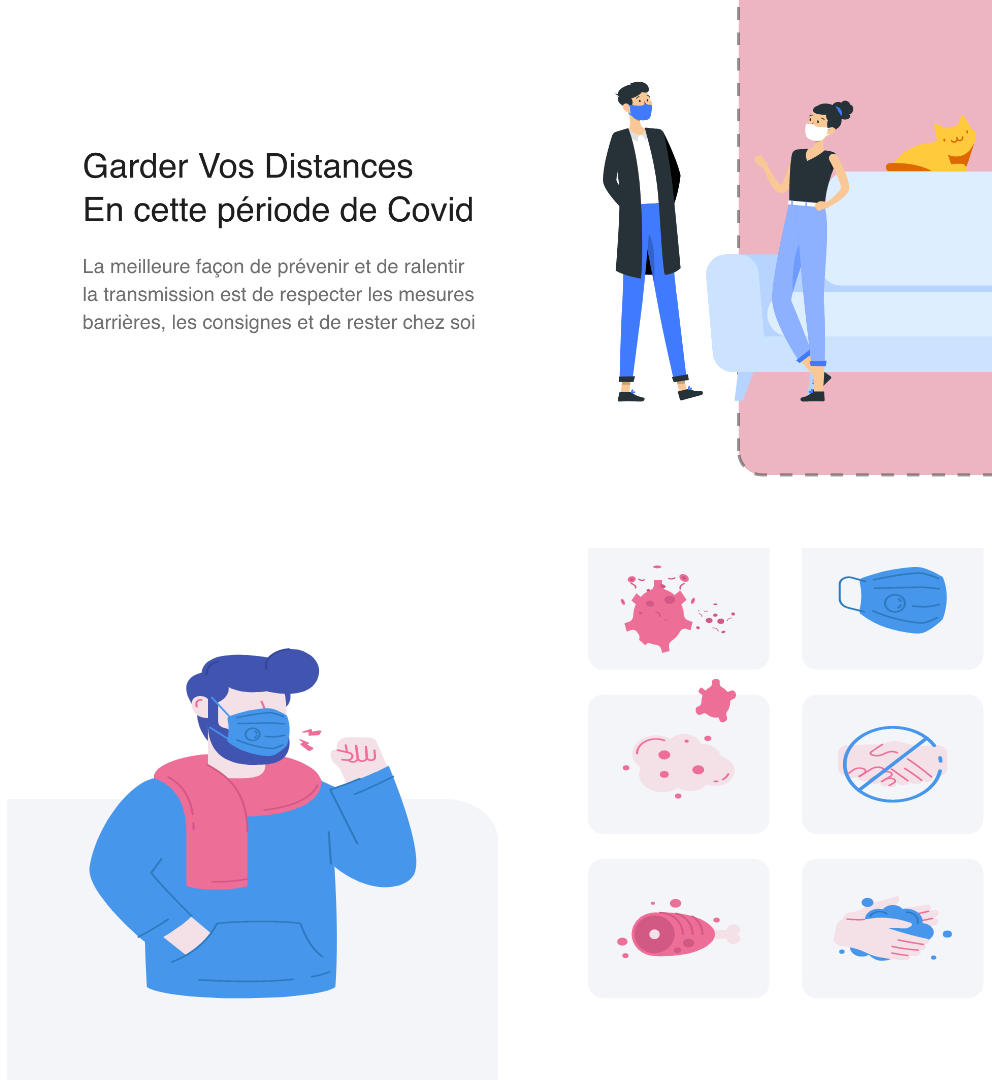 Garder Vos Distances
En cette période de Covid
La meilleure façon de prévenir et de ralentir
la transmission est de respecter les mesures
barrières, les consignes et de rester chez soi